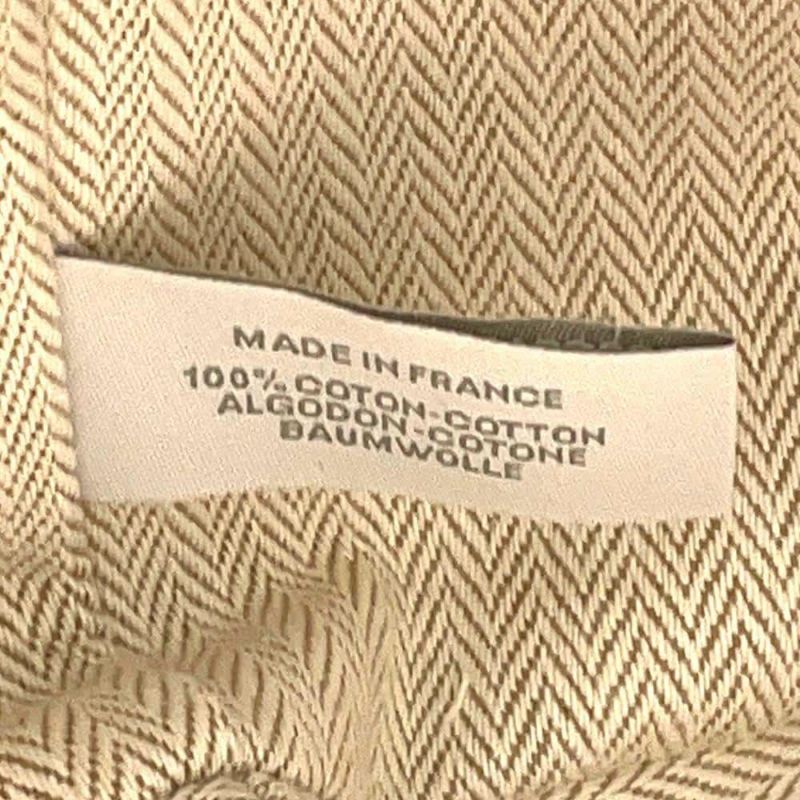 MADE IN FRANCE
100% COTON-COTTON
ALGODON-COTONE
BAUMWOLLE